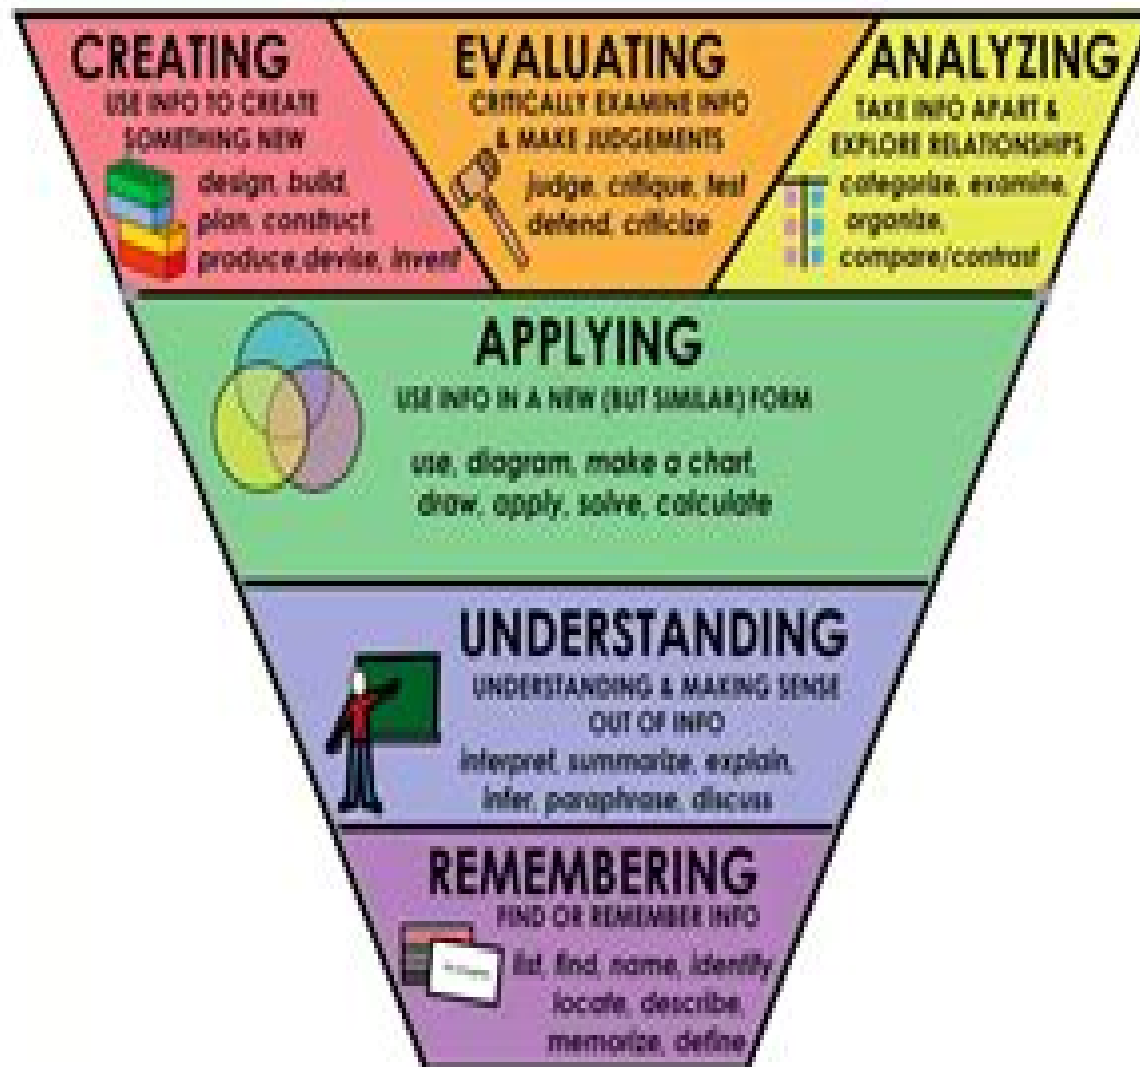 CREATING
USE INFO TO CREATE
SOMETHING NEW
design, build,
plan, construct,
produce,devise, invent
EVALUATING
CRITICALLY EXAMINE INFO
& MAKE JUDGEMENTS
judge, critique, test
defend, criticize
ANALYZING
TAKE INFO APART &
EXPLORE RELATIONSHIPS
categorize, examine,
organize,
compare/contrast
APPLYING
USE INFO IN A NEW (BUT SIMILAR) FORM
use, diagram, make a chart,
draw, apply, solve, calculate
UNDERSTANDING
UNDERSTANDING & MAKING SENSE
OUT OF INFO
interpret, summarize, explain,
infer, paraphrase, discuss
REMEMBERING
FIND OR REMEMBER INFO
list, find, name, identify
locate, describe,
memorize, define